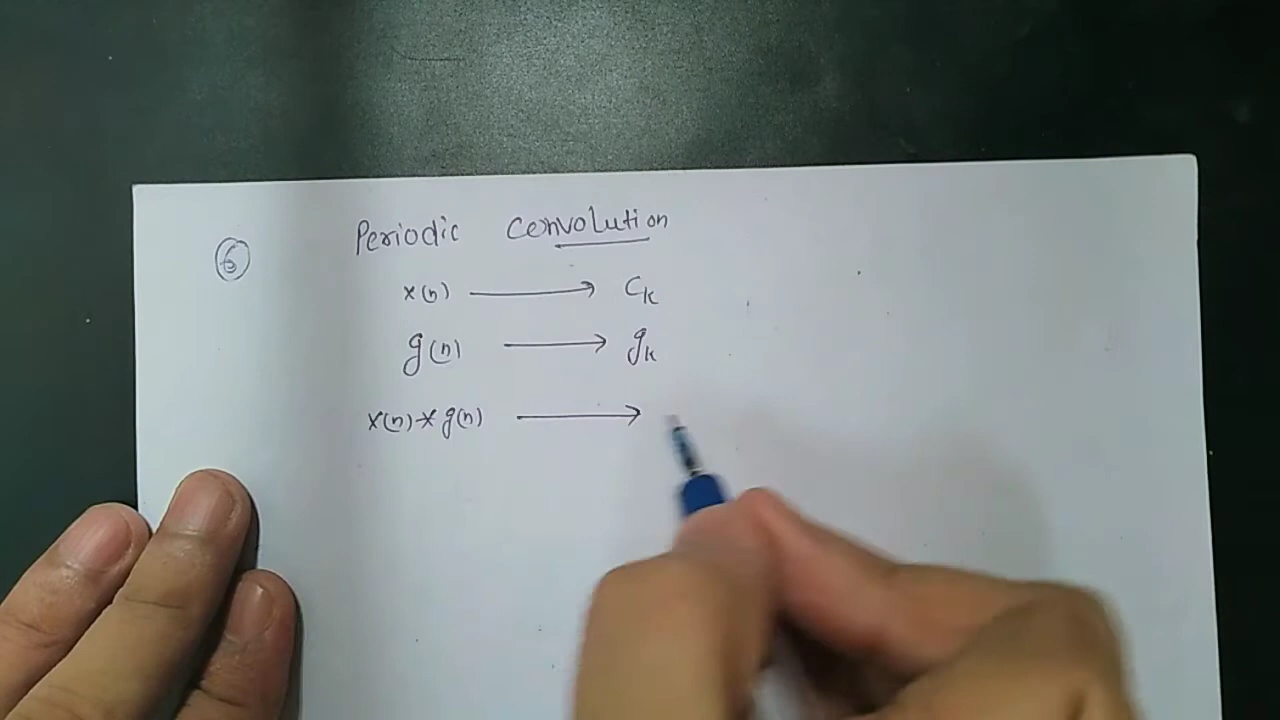 ⑥ Periodic Convolution
x(n) ⟶ Ck
g(n) ⟶ gk
x(n) * g(n) ⟶